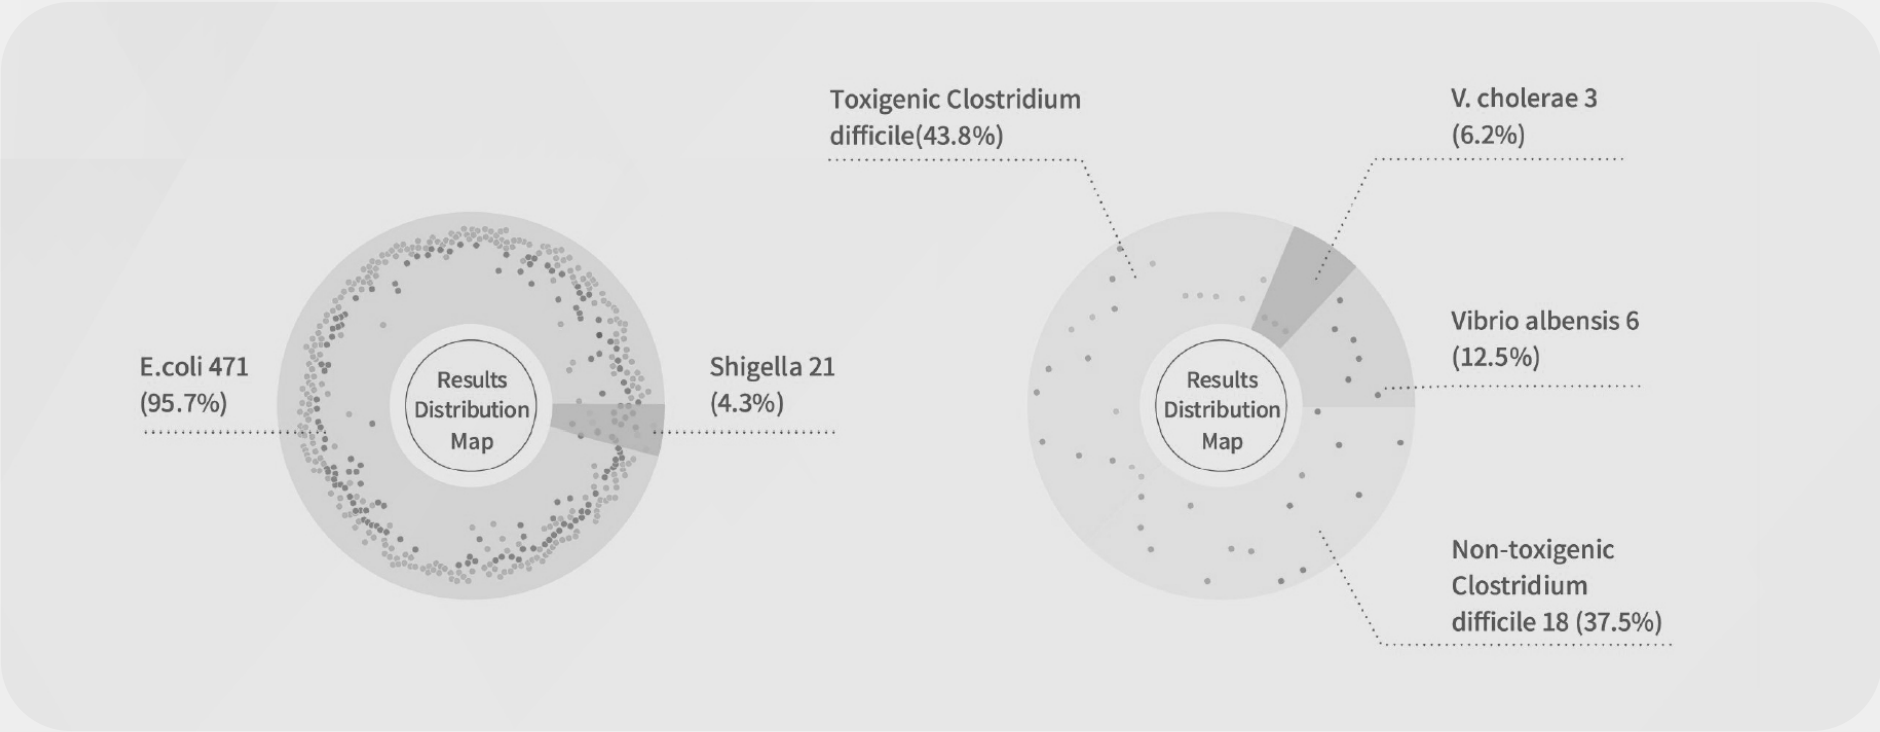 E.coli 471
(95.7%)
Results
Distribution
Map
Shigella 21
(4.3%)
Toxigenic Clostridium
difficile(43.8%)
V. cholerae 3
(6.2%)
Results
Distribution
Map
Vibrio albensis 6
(12.5%)
Non-toxigenic
Clostridium
difficile 18 (37.5%)